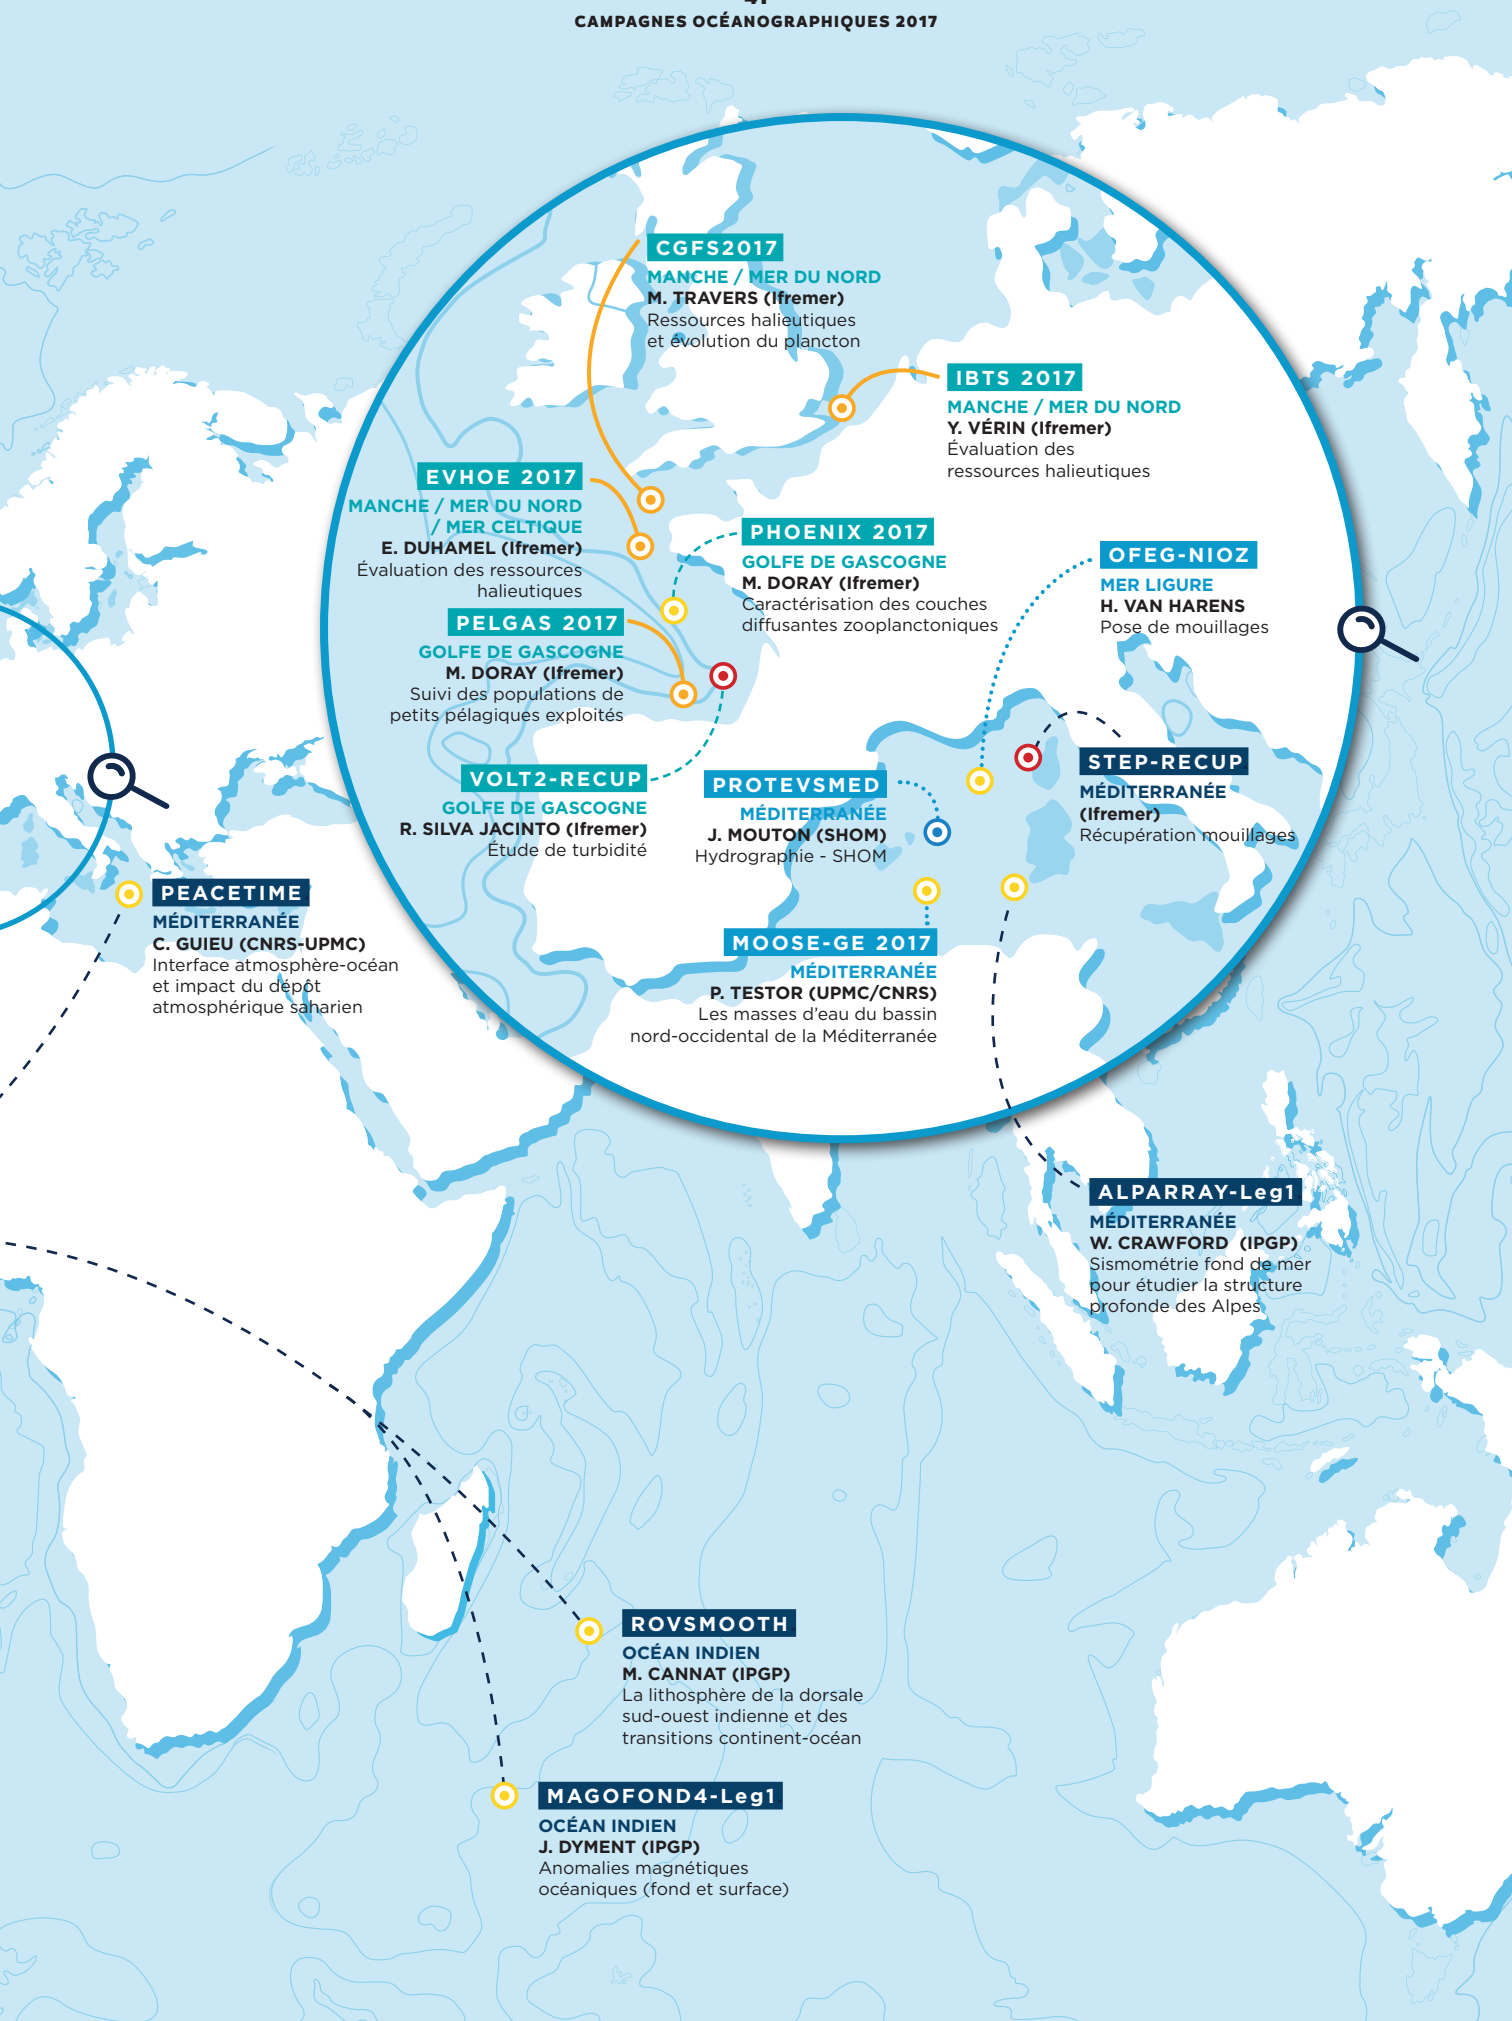 CAMPAGNES OCÉANOGRAPHIQUES 2017
CGFS2017
MANCHE / MER DU NORD
M. TRAVERS (Ifremer)
Ressources halieutiques
et évolution du plancton
IBTS 2017
MANCHE / MER DU NORD
Y. VÉRIN (Ifremer)
Évaluation des
ressources halieutiques
EVHOE 2017
MANCHE / MER DU NORD
/ MER CELTIQUE
E. DUHAMEL (Ifremer)
Évaluation des ressources
halieutiques
PHOENIX 2017
GOLFE DE GASCOGNE
M. DORAY (Ifremer)
Caractérisation des couches
diffusantes zooplanctoniques
OFEG-NIOZ
MER LIGURE
H. VAN HARENS
Pose de mouillages
PELGAS 2017
GOLFE DE GASCOGNE
M. DORAY (Ifremer)
Suivi des populations de
petits pélagiques exploités
VOLT2-RECUP
GOLFE DE GASCOGNE
R. SILVA JACINTO (Ifremer)
Étude de turbidité
PROTEVSMED
MÉDITERRANÉE
J. MOUTON (SHOM)
Hydrographie - SHOM
STEP-RECUP
MÉDITERRANÉE
(Ifremer)
Récupération mouillages
PEACETIME
MÉDITERRANÉE
C. GUIEU (CNRS-UPMC)
Interface atmosphère-océan
et impact du dépôt
atmosphérique saharien
MOOSE-GE 2017
MÉDITERRANÉE
P. TESTOR (UPMC/CNRS)
Les masses d'eau du bassin
nord-occidental de la Méditerranée
ALPARRAY-Leg1
MÉDITERRANÉE
W. CRAWFORD (IPGP)
Sismométrie fond de mer
pour étudier la structure
profonde des Alpes
ROVSMOOTH
OCÉAN INDIEN
M. CANNAT (IPGP)
La lithosphère de la dorsale
sud-ouest indienne et des
transitions continent-océan
MAGOFOND4-Leg1
OCÉAN INDIEN
J. DYMENT (IPGP)
Anomalies magnétiques
océaniques (fond et surface)